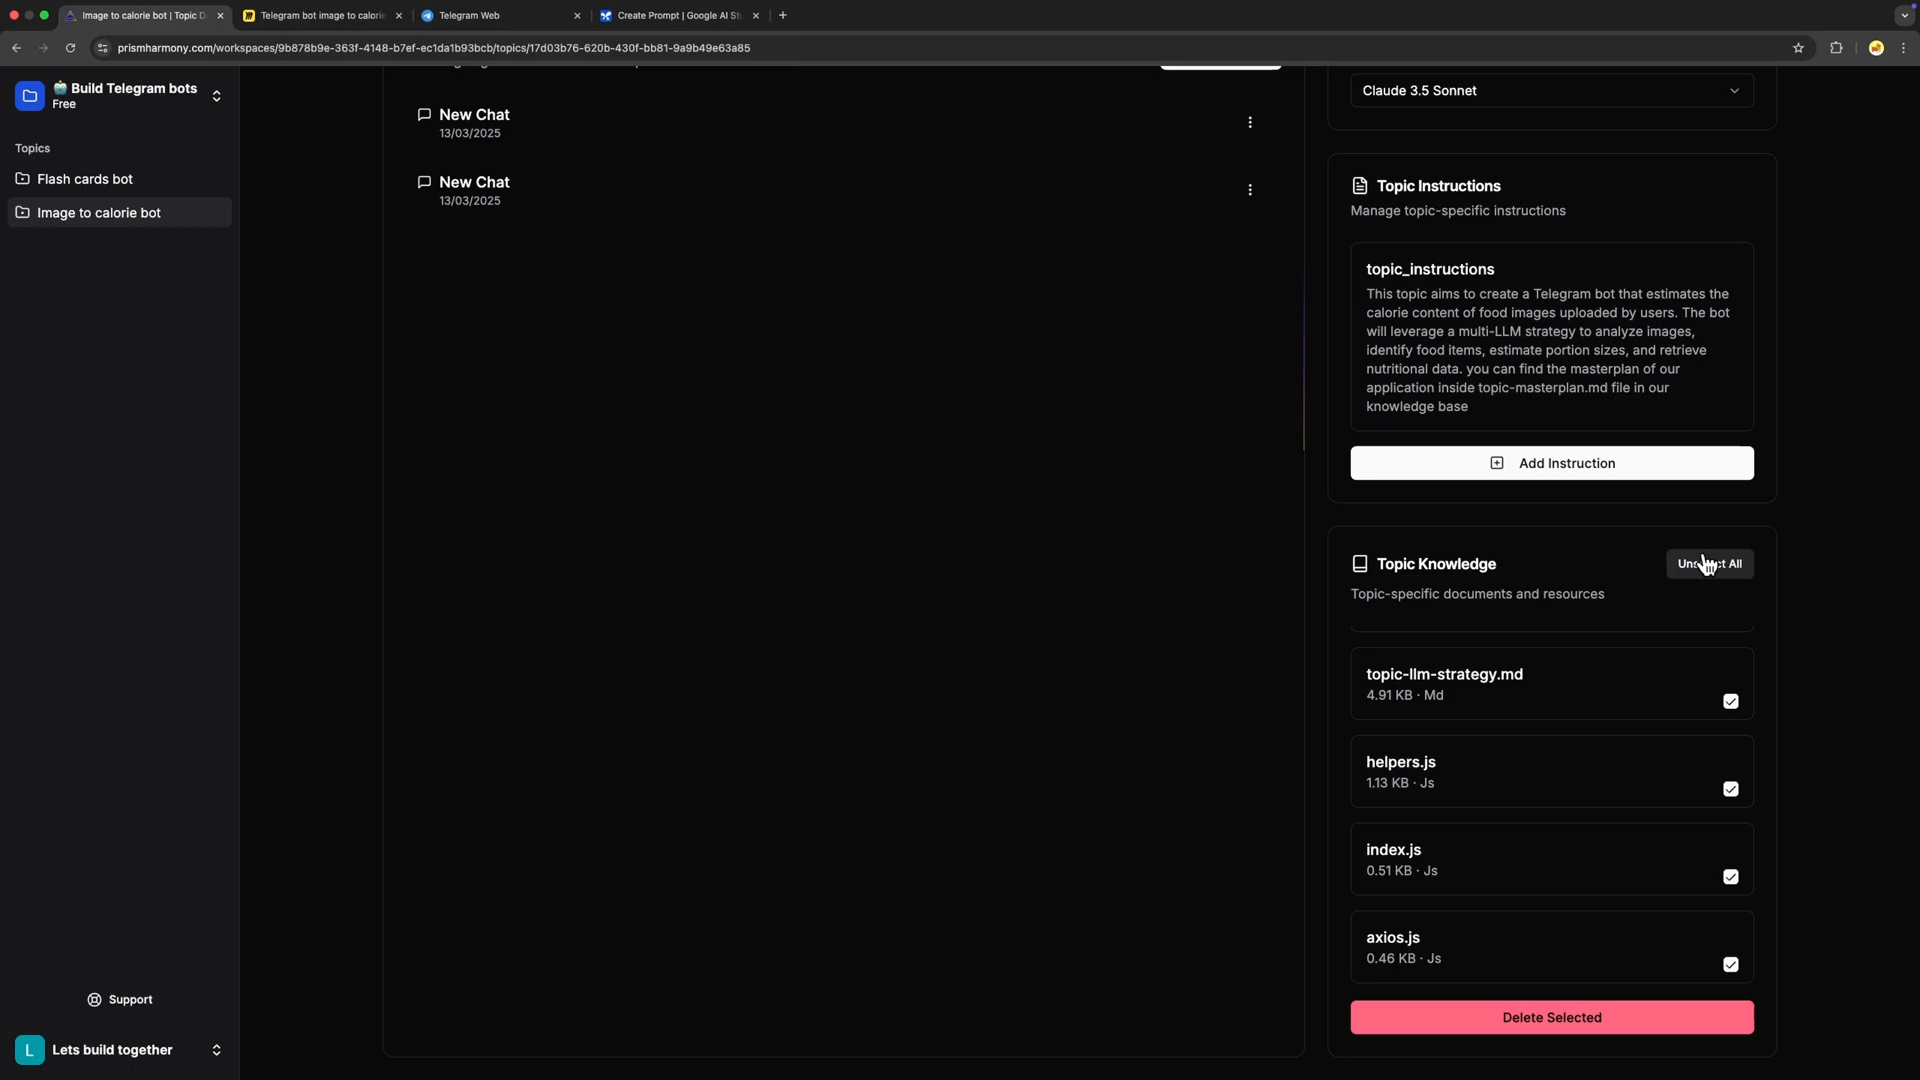 Image to calorie bot | Topic D
Telegram bot image to calorie
Telegram Web
Create Prompt | Google AI St
prismharmony.com/workspaces/9b878b9e-363f-4148-b7ef-ec1da1b93bcb/topics/17d03b76-620b-430f-bb81-9a9b49e63a85
Build Telegram bots
Free
Topics
Flash cards bot
Image to calorie bot
Support
L
Lets build together
New Chat
13/03/2025
New Chat
13/03/2025
Claude 3.5 Sonnet
Topic Instructions
Manage topic-specific instructions
topic_instructions
This topic aims to create a Telegram bot that estimates the
calorie content of food images uploaded by users. The bot
will leverage a multi-LLM strategy to analyze images,
identify food items, estimate portion sizes, and retrieve
nutritional data. you can find the masterplan of our
application inside topic-masterplan.md file in our
knowledge base
Add Instruction
Topic Knowledge
All
Topic-specific documents and resources
topic-llm-strategy.md
4.91 KB · Md
helpers.js
1.13 KB · Js
index.js
0.51 KB · Js
axios.js
0.46 KB · Js
Delete Selected